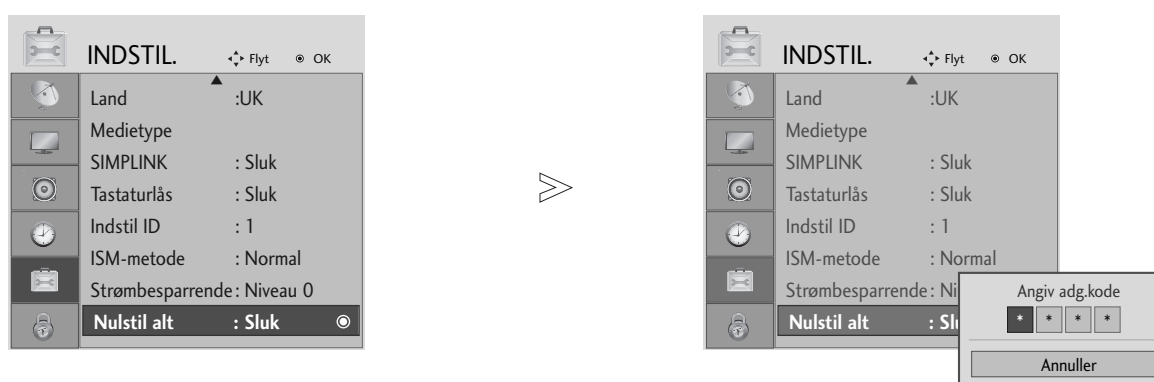 INDSTIL. Flyt OK
Land :UK
Medietype
SIMPLINK : Sluk
Tastaturlås : Sluk
Indstil ID : 1
ISM-metode : Normal
Strømbesparrende : Niveau 0
Nulstil alt : Sluk
INDSTIL. Flyt OK
Land :UK
Medietype
SIMPLINK : Sluk
Tastaturlås : Sluk
Indstil ID : 1
ISM-metode : Normal
Strømbesparrende : Ni
Nulstil alt : Sl
Angiv adg.kode
* * * *
Annuller